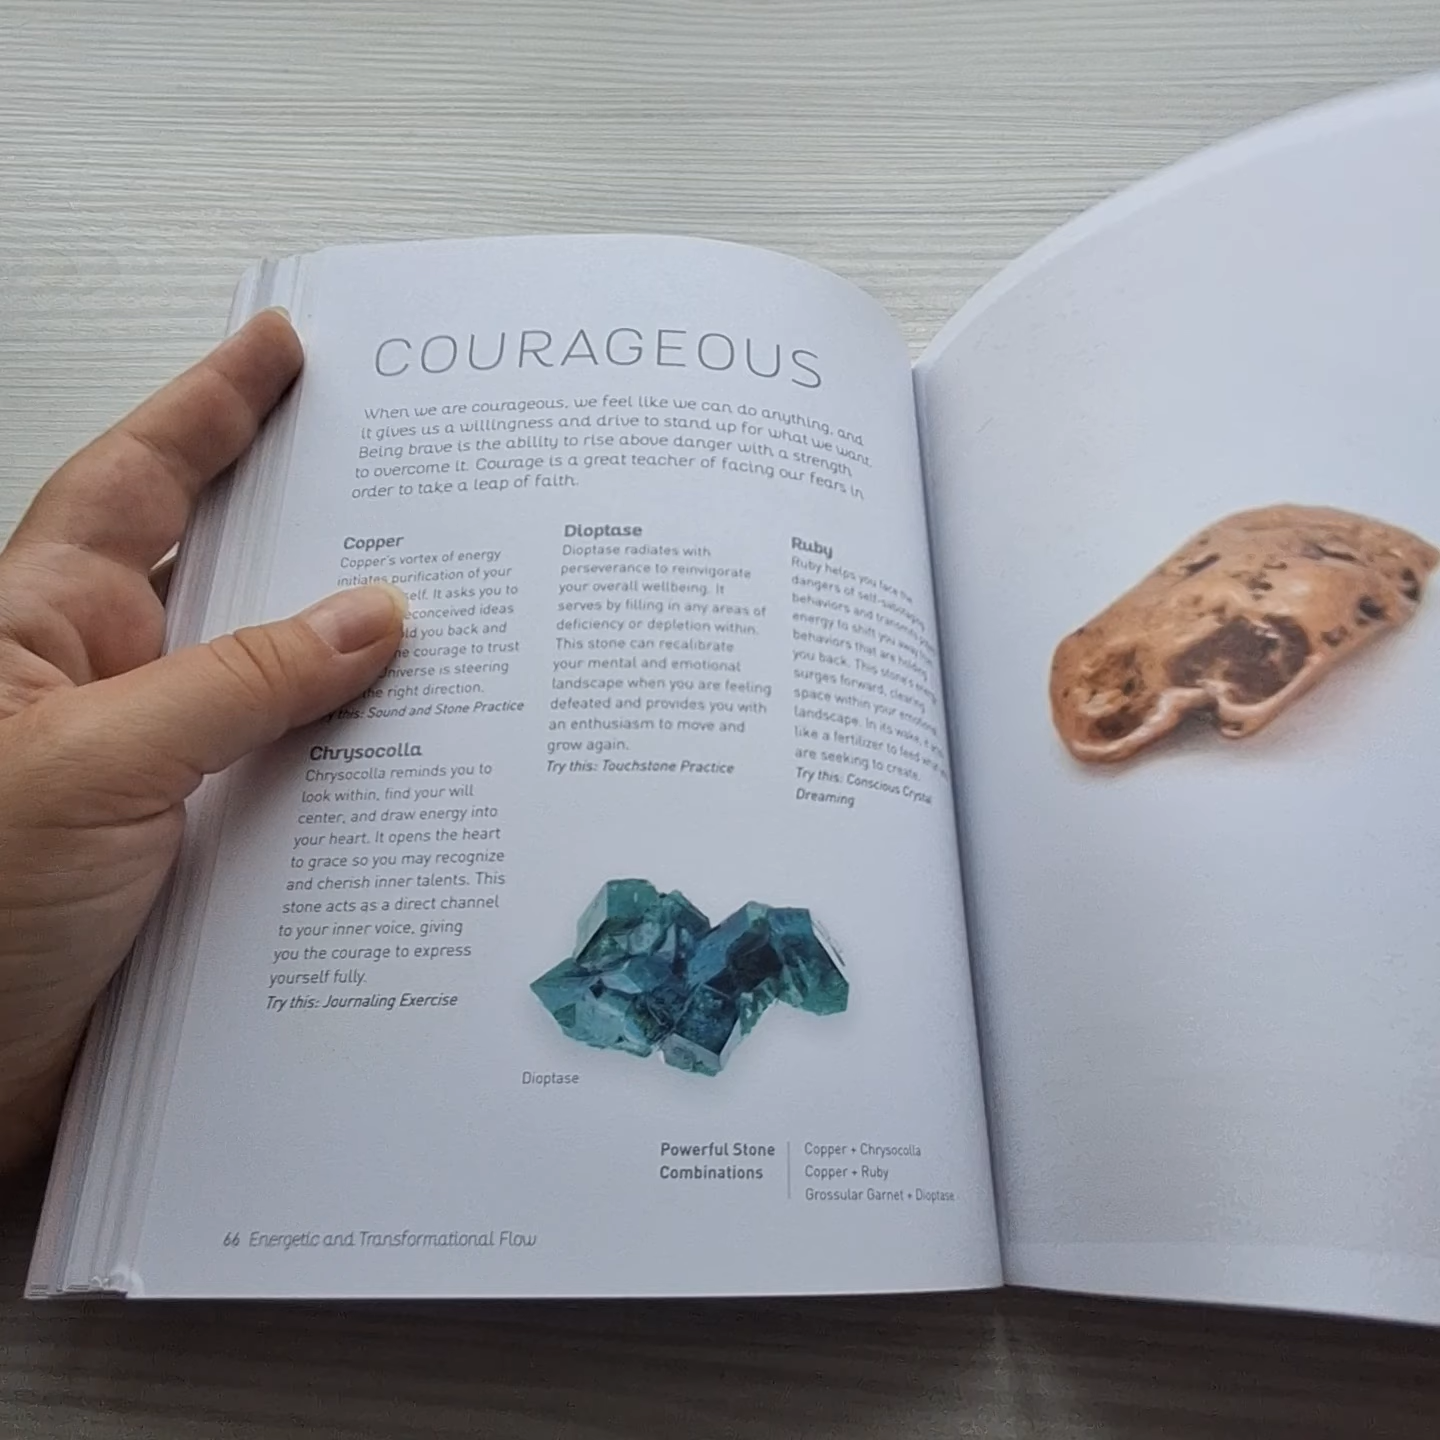 COURAGEOUS
When we are courageous, we feel like we can do anything, and
it gives us a willingness and drive to stand up for what we want.
Being brave is the ability to rise above danger with a strength
to overcome it. Courage is a great teacher of facing our fears in
order to take a leap of faith.
Copper
Copper's vortex of energy
initiates purification of your
self. It asks you to
ideas
you back and
courage to trust
Universe is steering
the right direction.
this: Sound and Stone Practice
Chrysocolla
Chrysocolla reminds you to
look within, find your will
center, and draw energy into
your heart. It opens the heart
to grace so you may recognize
and cherish inner talents. This
stone acts as a direct channel
to your inner voice, giving
you the courage to express
yourself fully.
Try this: Journaling Exercise
Dioptase
Dioptase radiates with
perseverance to reinvigorate
your overall wellbeing. It
serves by filling in any areas of
deficiency or depletion within.
This stone can recalibrate
your mental and emotional
landscape when you are feeling
defeated and provides you with
an enthusiasm to move and
grow again.
Try this: Touchstone Practice
Ruby
Ruby helps you face the
dangers of self-sabotaging
behaviors and transmits
energy to shift you away from
behaviors that are holding
you back. This stone's energy
surges forward, clearing
space within your emotional
landscape. In its wake, it acts
like a fertilizer to feed what
are seeking to create.
Try this: Conscious Crystal
Dreaming
Dioptase
Powerful Stone
Combinations
Copper + Chrysocolla
Copper + Ruby
Grossular Garnet + Dioptase
66 Energetic and Transformational Flow